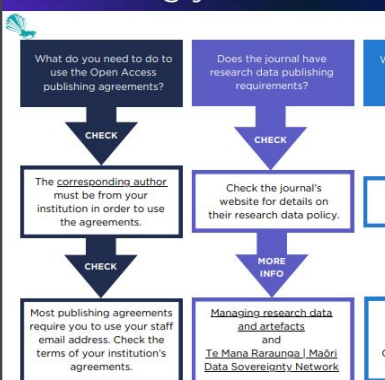 What do you need to do to
use the Open Access
publishing agreements?
CHECK
The corresponding author
must be from your
institution in order to use
the agreements.
CHECK
Most publishing agreements
require you to use your staff
email address. Check the
terms of your institution's
agreements.
Does the journal have
research data publishing
requirements?
CHECK
Check the journal's
website for details on
their research data policy.
MORE
INFO
Managing research data
and artefacts
and
Te Mana Raraunga | Maōri
Data Sovereignty Network